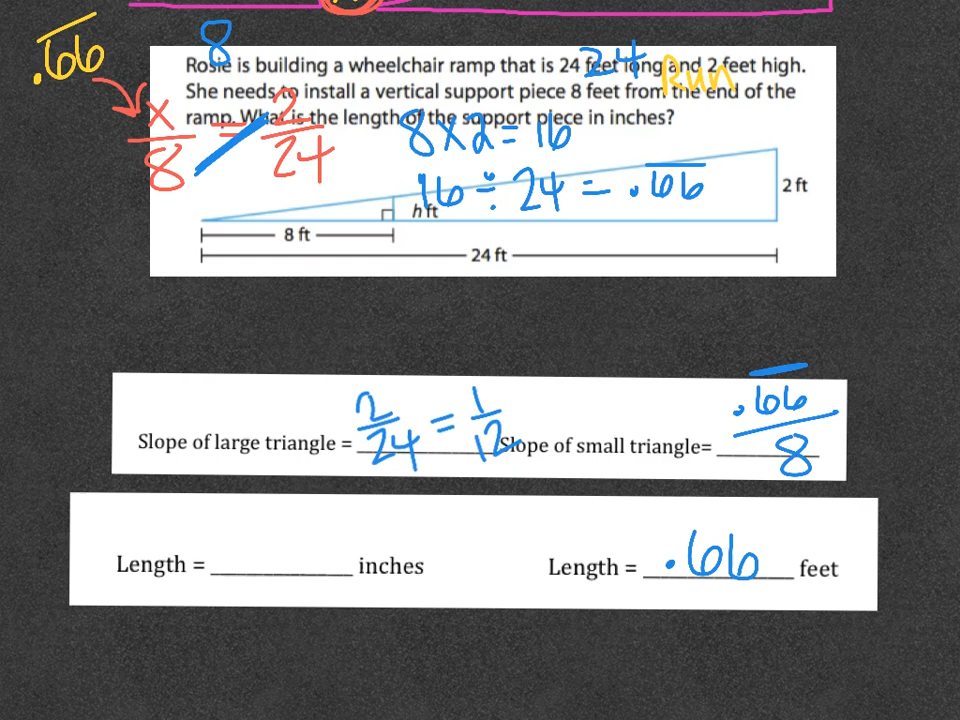 .66
8
24
Run
Rosie is building a wheelchair ramp that is 24 feet long and 2 feet high.
She needs to install a vertical support piece 8 feet from the end of the
ramp. What is the length of the support piece in inches?
x/8 = 2/24
8 x 2 = 16
16 ÷ 24 = .66
2 ft
h ft
8 ft
24 ft
Slope of large triangle = 2/24 = 1/12 Slope of small triangle= .66/8
Length = ____________ inches Length = .66 feet